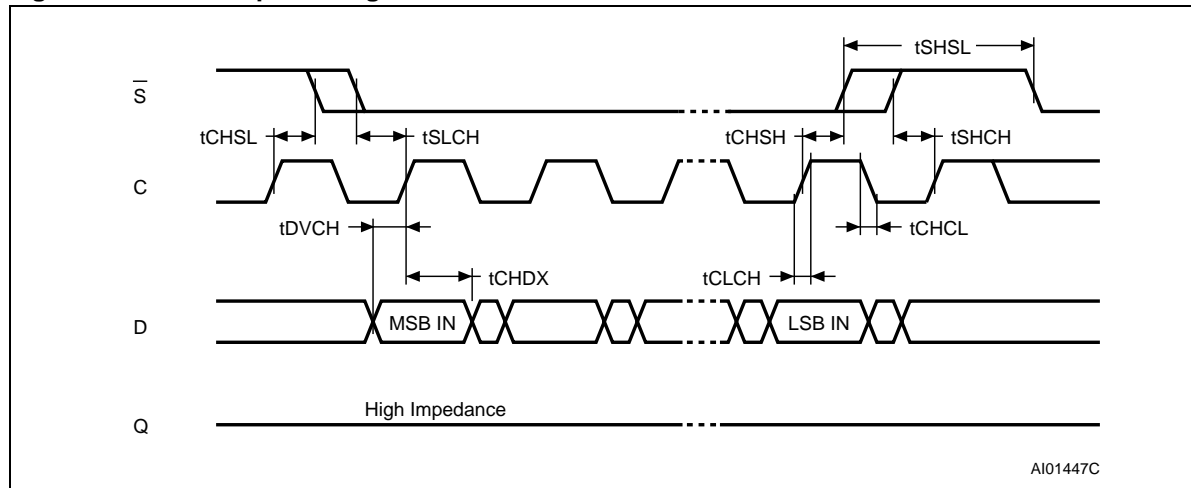 tSHSL
S
tCHSL
tSLCH
tCHSH
tSHCH
C
tDVCH
tCHCL
tCHDX
tCLCH
D
MSB IN
LSB IN
High Impedance
Q
AI01447C